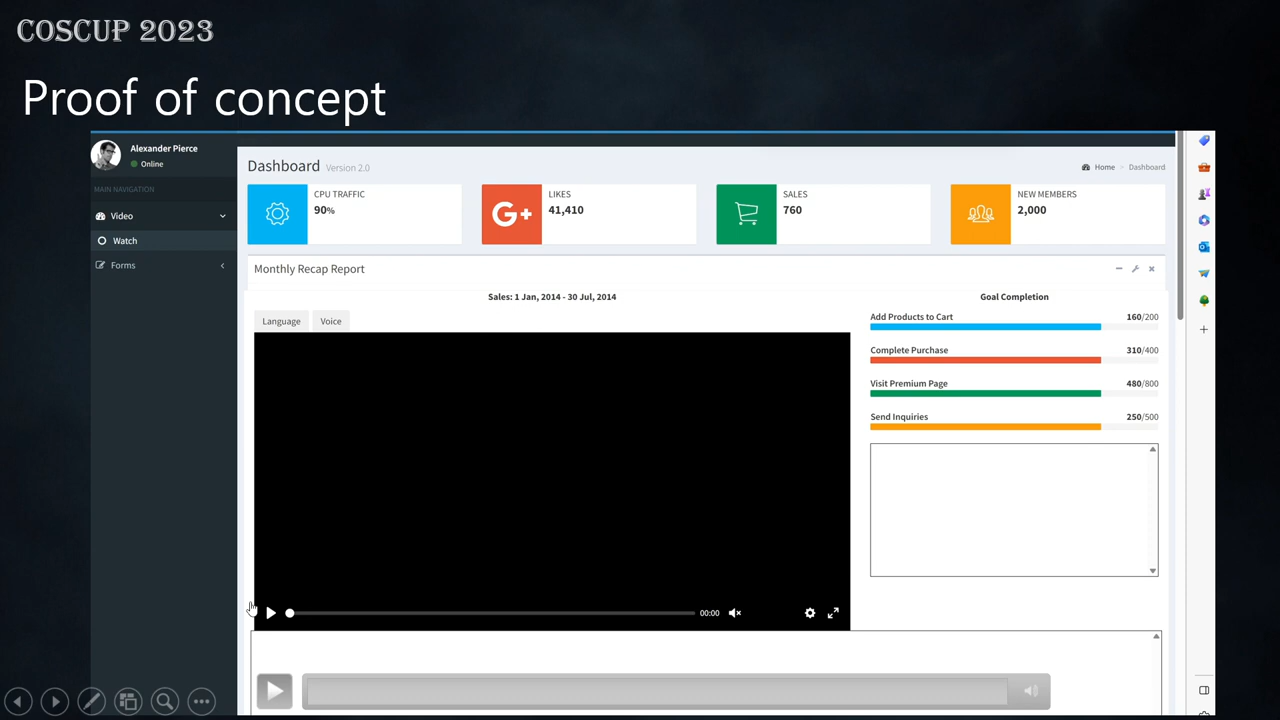 COSCUP 2023
Proof of concept
Alexander Pierce
Online
MAIN NAVIGATION
Video
Watch
Forms
Dashboard Version 2.0
Home > Dashboard
CPU TRAFFIC
90%
G+
LIKES
41,410
SALES
760
NEW MEMBERS
2,000
Monthly Recap Report
Sales: 1 Jan, 2014 - 30 Jul, 2014
Language Voice
00:00
Goal Completion
Add Products to Cart 160/200
Complete Purchase 310/400
Visit Premium Page 480/800
Send Inquiries 250/500